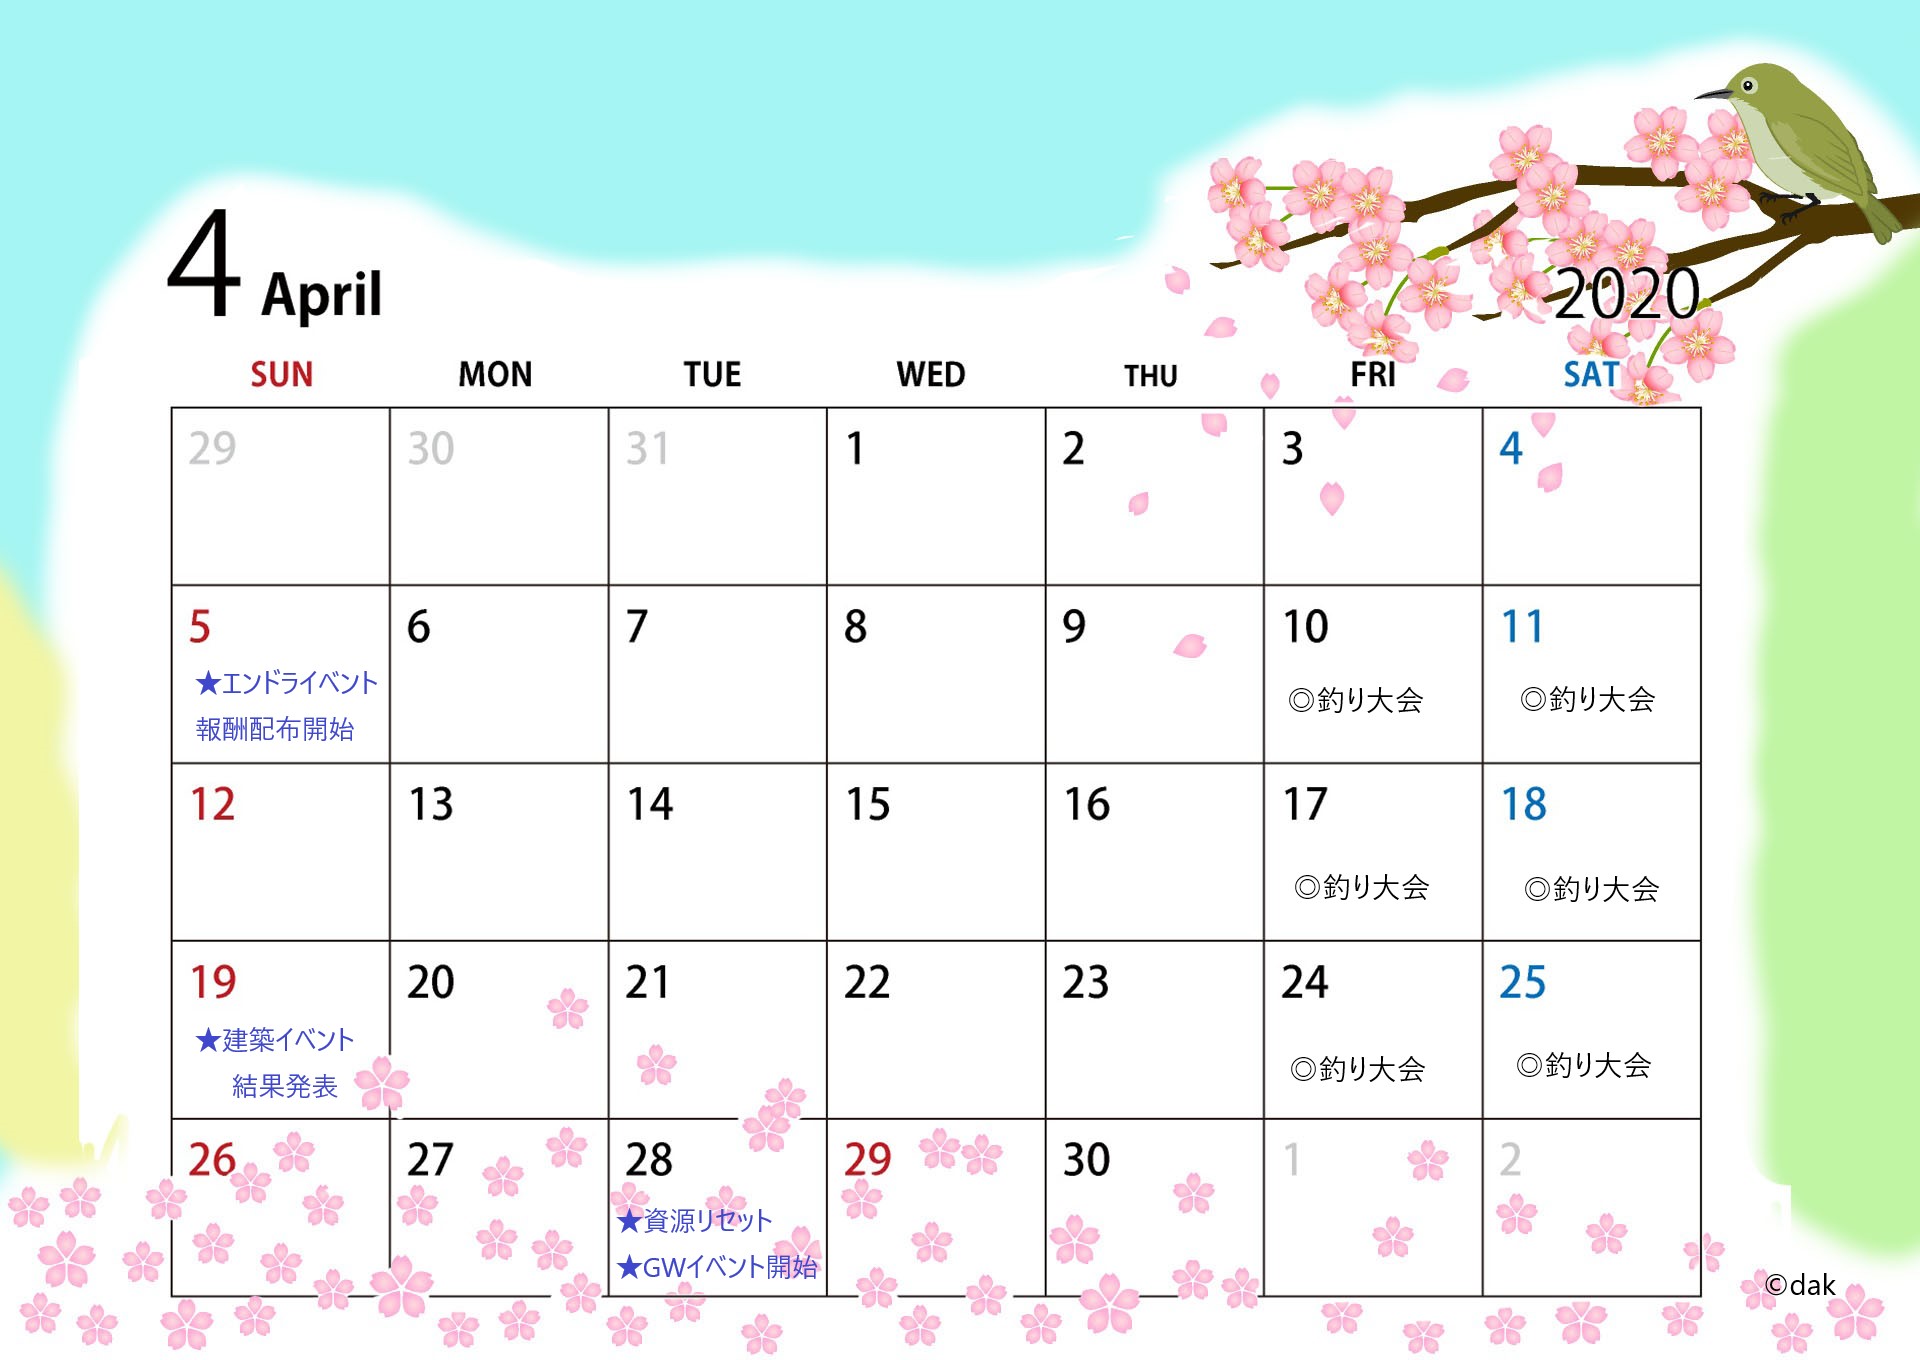 4 April
2020
SUN MON TUE WED THU FRI SAT
29 30 31 1 2 3 4
5 6 7 8 9 10 11
★エンドライベント
報酬配布開始
◎釣り大会 ◎釣り大会
12 13 14 15 16 17 18
◎釣り大会 ◎釣り大会
19 20 21 22 23 24 25
★建築イベント
結果発表
◎釣り大会 ◎釣り大会
26 27 28 29 30 1 2
★資源リセット
★GWイベント開始
©dak